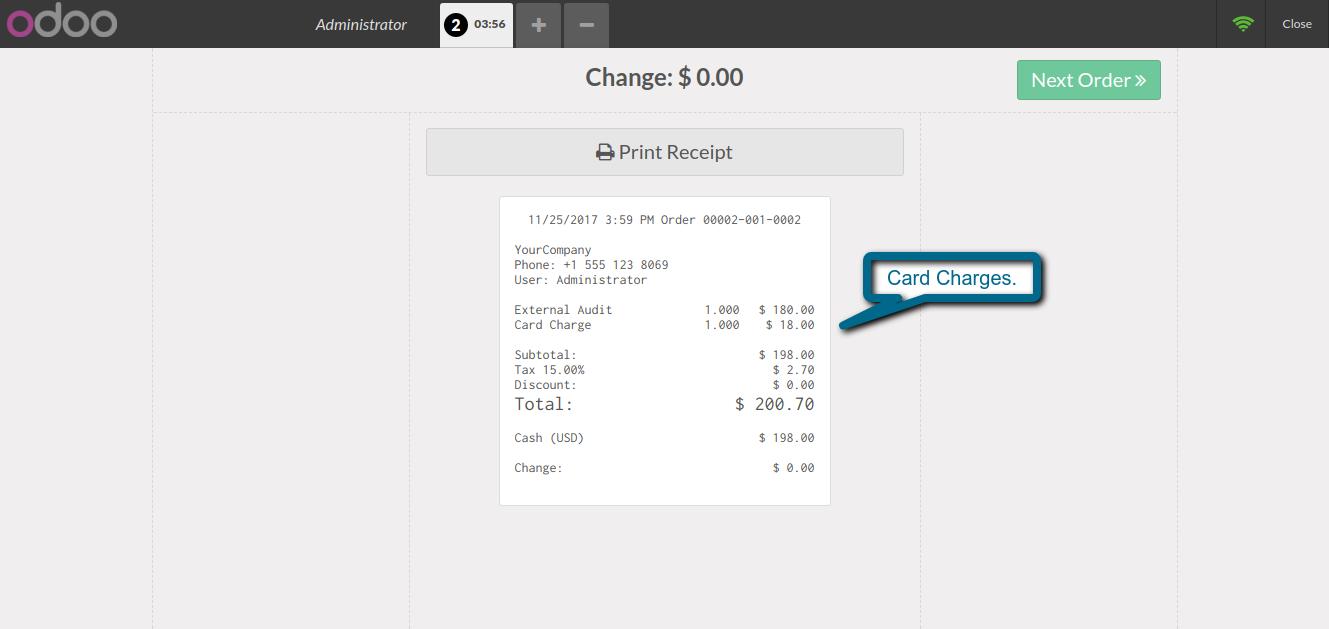 odoo
Administrator 2 03:56 + − Close
Change: $ 0.00
Next Order »
Print Receipt
11/25/2017 3:59 PM Order 00002-001-0002
YourCompany
Phone: +1 555 123 8069
User: Administrator
External Audit 1.000 $ 180.00
Card Charge 1.000 $ 18.00
Subtotal: $ 198.00
Tax 15.00% $ 2.70
Discount: $ 0.00
Total: $ 200.70
Cash (USD) $ 198.00
Change: $ 0.00
Card Charges.